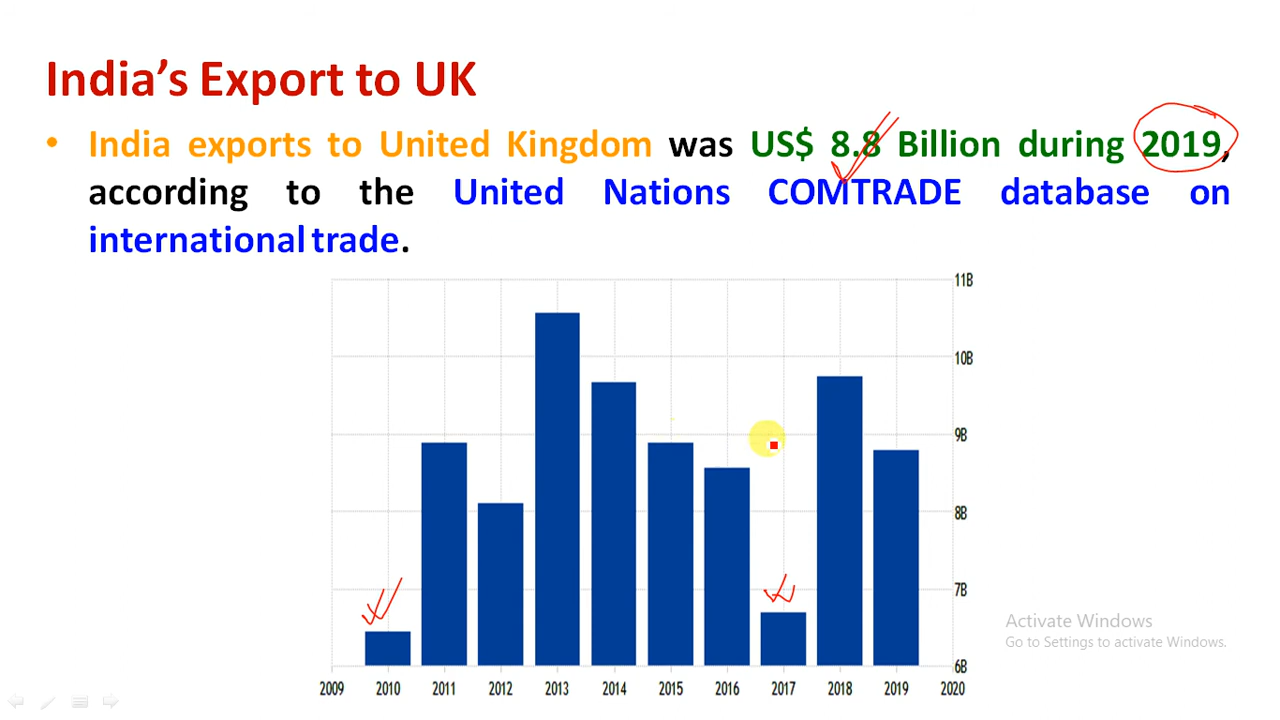 India's Export to UK
• India exports to United Kingdom was US$ 8.8 Billion during 2019,
according to the United Nations COMTRADE database on
international trade.
11B
10B
9B
8B
7B
6B
2009 2010 2011 2012 2013 2014 2015 2016 2017 2018 2019 2020
Activate Windows
Go to Settings to activate Windows.